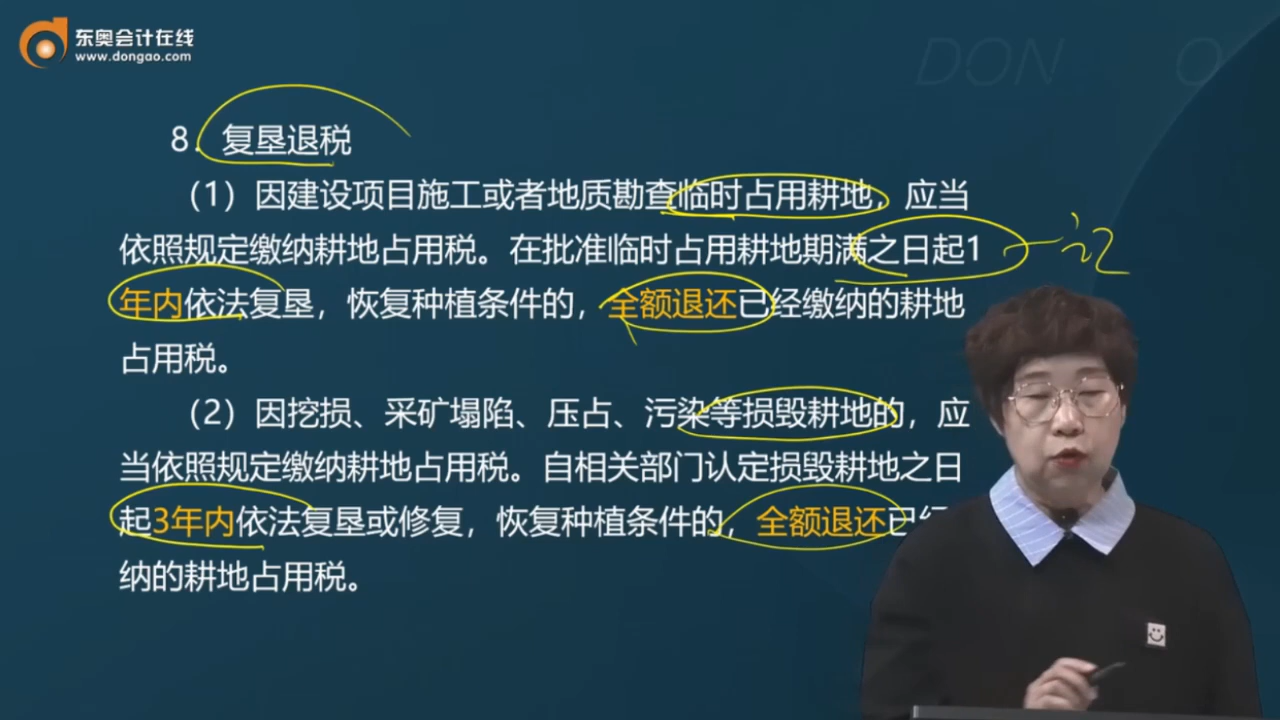 东奥会计在线
www.dongao.com
DON O
8．复垦退税
（1）因建设项目施工或者地质勘查临时占用耕地，应当
依照规定缴纳耕地占用税。在批准临时占用耕地期满之日起1
年内依法复垦，恢复种植条件的，全额退还已经缴纳的耕地
占用税。
（2）因挖损、采矿塌陷、压占、污染等损毁耕地的，应
当依照规定缴纳耕地占用税。自相关部门认定损毁耕地之日
起3年内依法复垦或修复，恢复种植条件的，全额退还已
纳的耕地占用税。
记